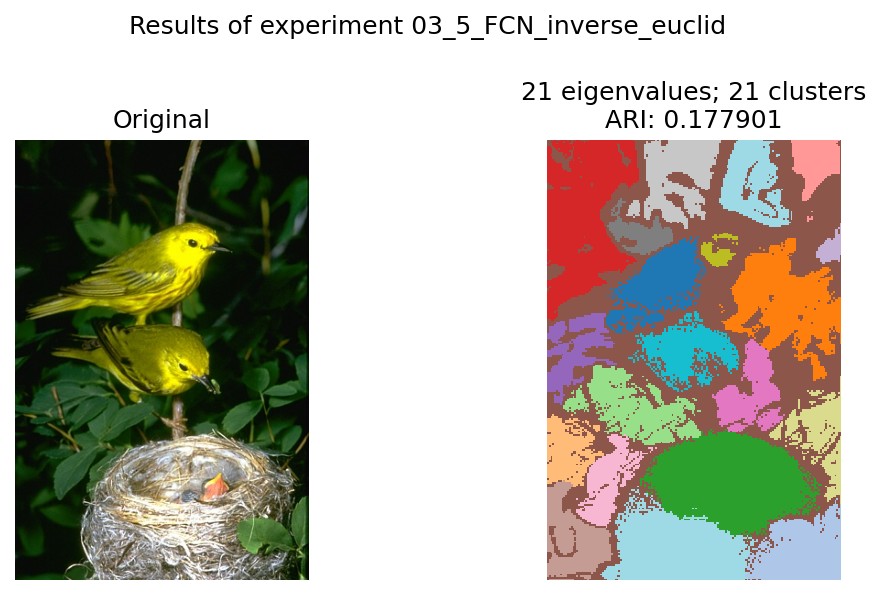 Results of experiment 03_5_FCN_inverse_euclid
Original
21 eigenvalues; 21 clusters
ARI: 0.177901